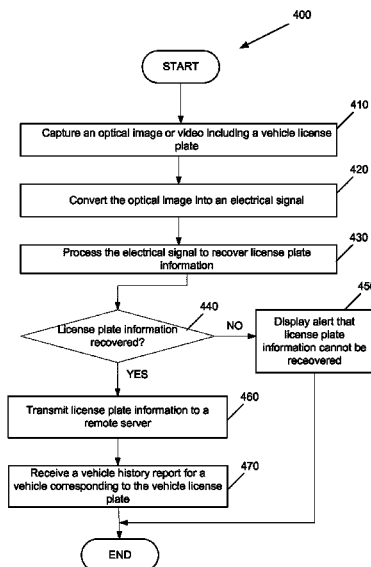 400
START
410
Capture an optical image or video including a vehicle license
plate
420
Convert the optical image into an electrical signal
430
Process the electrical signal to recover license plate
information
440
License plate information
recovered?
NO
450
Display alert that
license plate
information cannot be
receovered
YES
460
Transmit license plate information to a
remote server
470
Receive a vehicle history report for a
vehicle corresponding to the vehicle license
plate
END